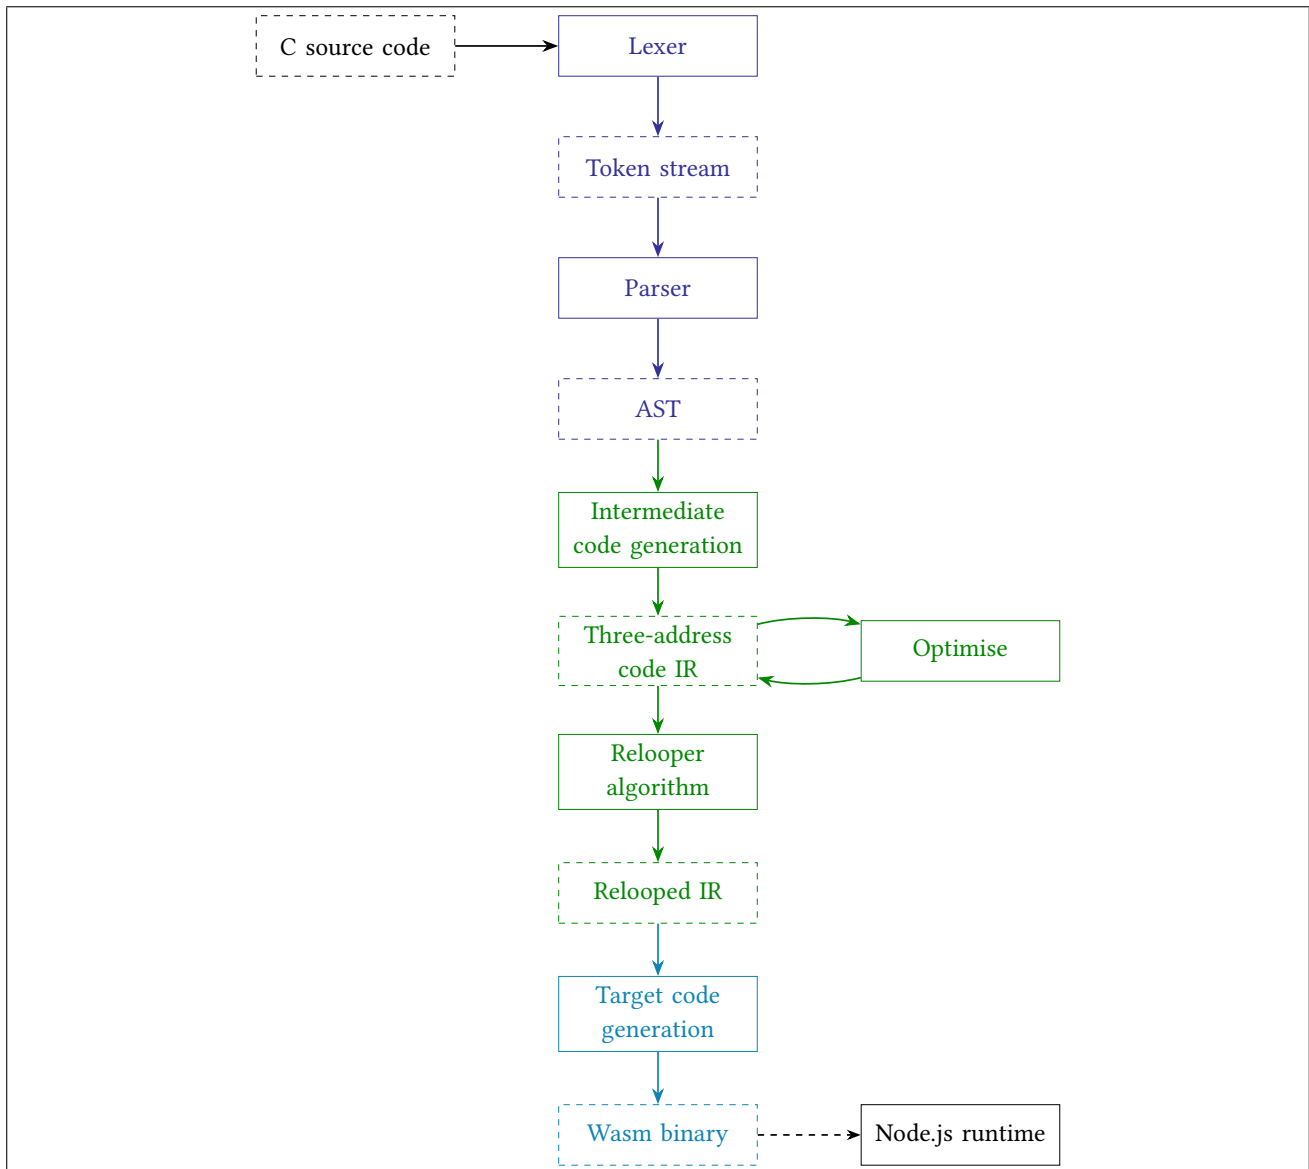 C source code
Lexer
Token stream
Parser
AST
Intermediate
code generation
Three-address
code IR
Optimise
Relooper
algorithm
Relooped IR
Target code
generation
Wasm binary
Node.js runtime